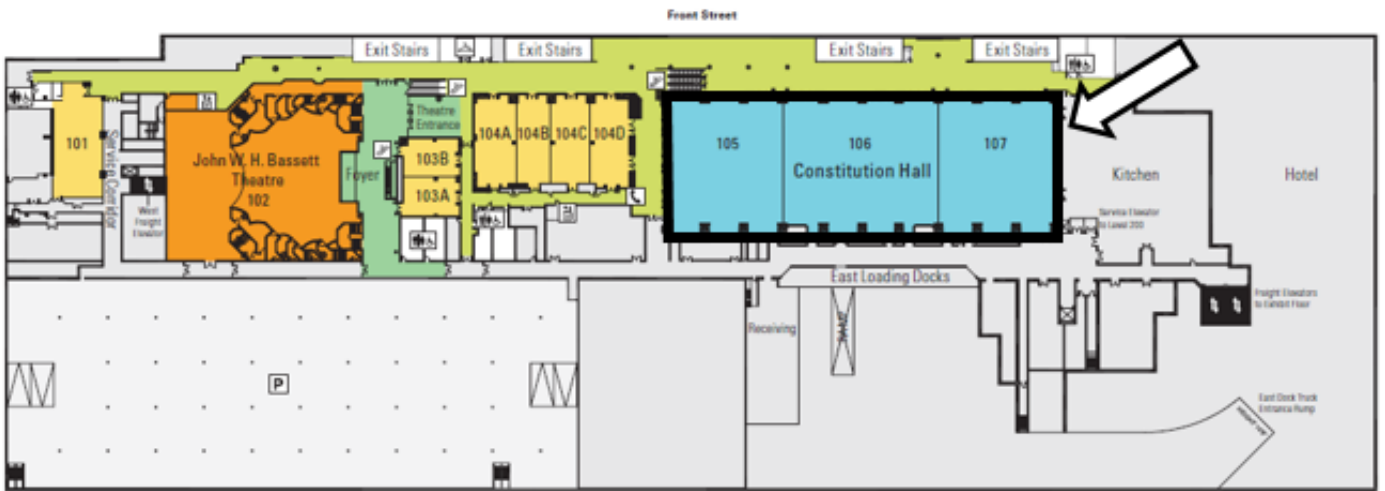 Front Street
Exit Stairs
Exit Stairs
Exit Stairs
Exit Stairs
101
Service Corridor
John W. H. Bassett
Theatre
102
Foyer
Theatre
Entrance
103B
103A
104A
104B
104C
104D
105
106
107
Constitution Hall
Kitchen
Hotel
West
Freight
Elevator
Service Elevator
to Level 200
East Loading Docks
Freight Elevators
to Exhibit Floor
Receiving
RAMP
P
East Dock Truck
Entrance Ramp